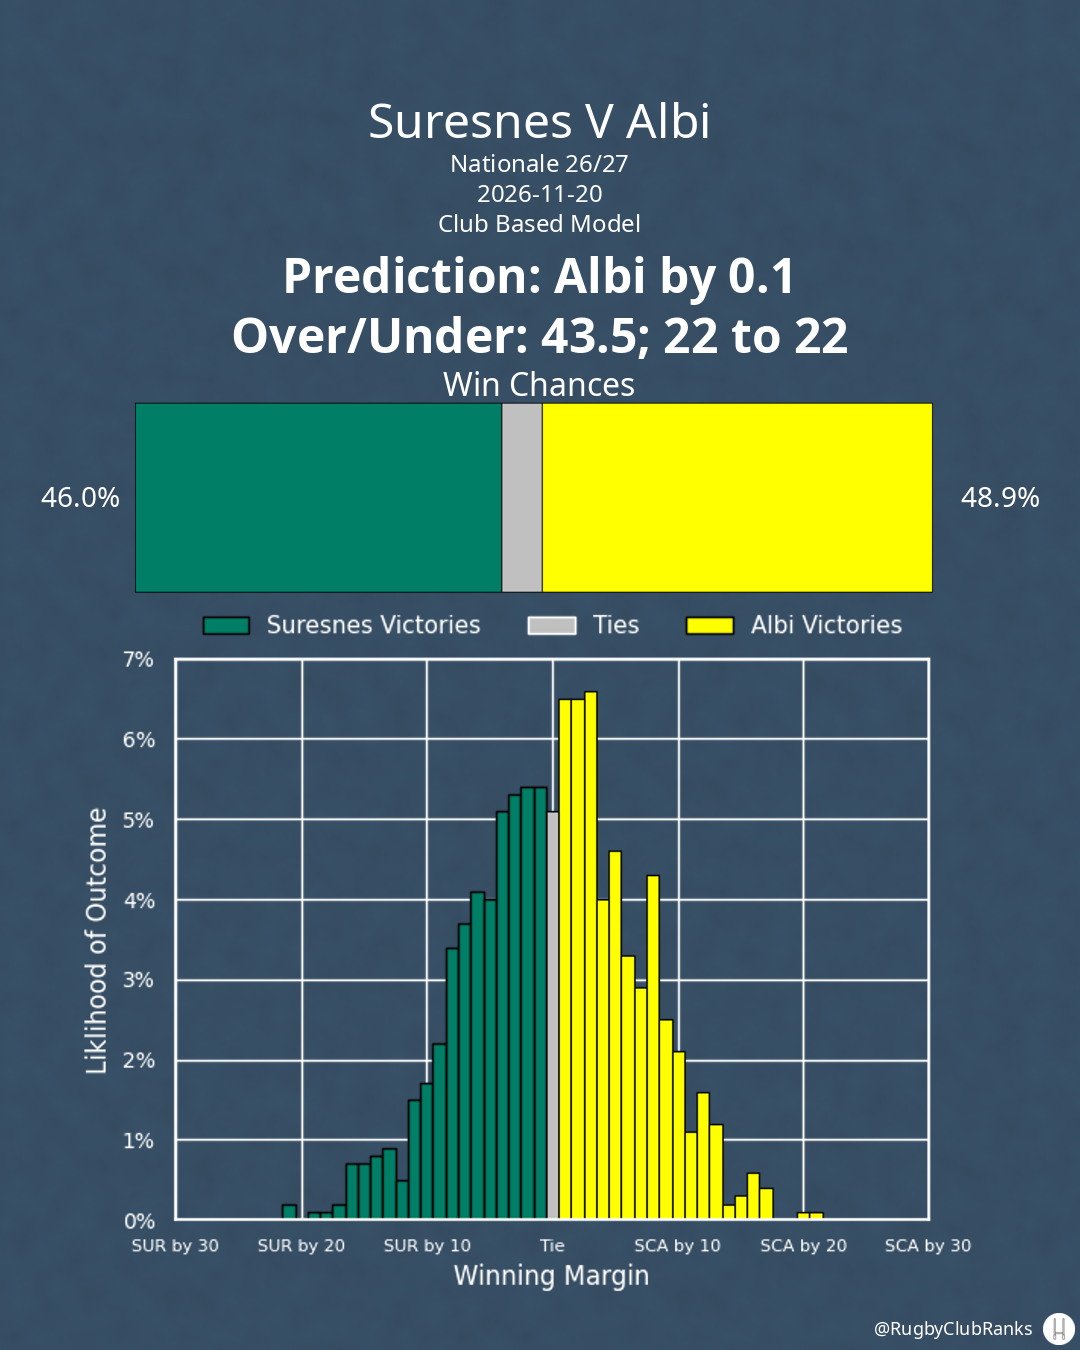 Suresnes V Albi
Nationale 26/27
2026-11-20
Club Based Model
Prediction: Albi by 0.1
Over/Under: 43.5; 22 to 22
Win Chances
46.0%
48.9%
Suresnes Victories
Ties
Albi Victories
7%
6%
5%
4%
3%
2%
1%
0%
Liklihood of Outcome
SUR by 30
SUR by 20
SUR by 10
Tie
SCA by 10
SCA by 20
SCA by 30
Winning Margin
@RugbyClubRanks